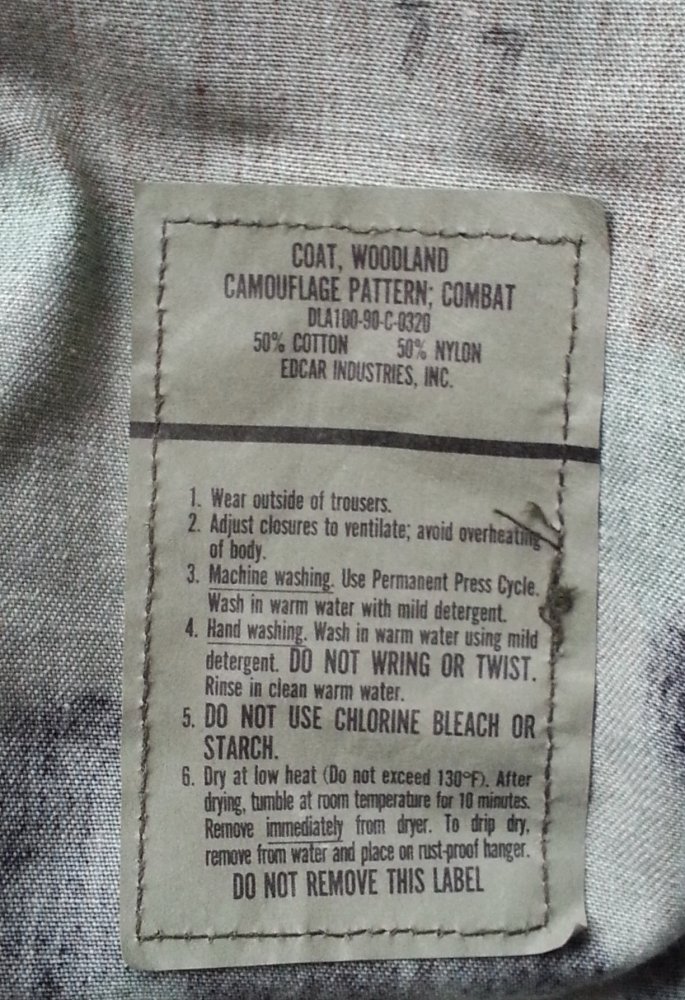 COAT, WOODLAND
CAMOUFLAGE PATTERN; COMBAT
DLA100-90-C-0320
50% COTTON 50% NYLON
EDCAR INDUSTRIES, INC.
1. Wear outside of trousers.
2. Adjust closures to ventilate; avoid overheating
of body.
3. Machine washing. Use Permanent Press Cycle.
Wash in warm water with mild detergent.
4. Hand washing. Wash in warm water using mild
detergent. DO NOT WRING OR TWIST.
Rinse in clean warm water.
5. DO NOT USE CHLORINE BLEACH OR
STARCH.
6. Dry at low heat (Do not exceed 130°F). After
drying, tumble at room temperature for 10 minutes.
Remove immediately from dryer. To drip dry,
remove from water and place on rust-proof hanger.
DO NOT REMOVE THIS LABEL